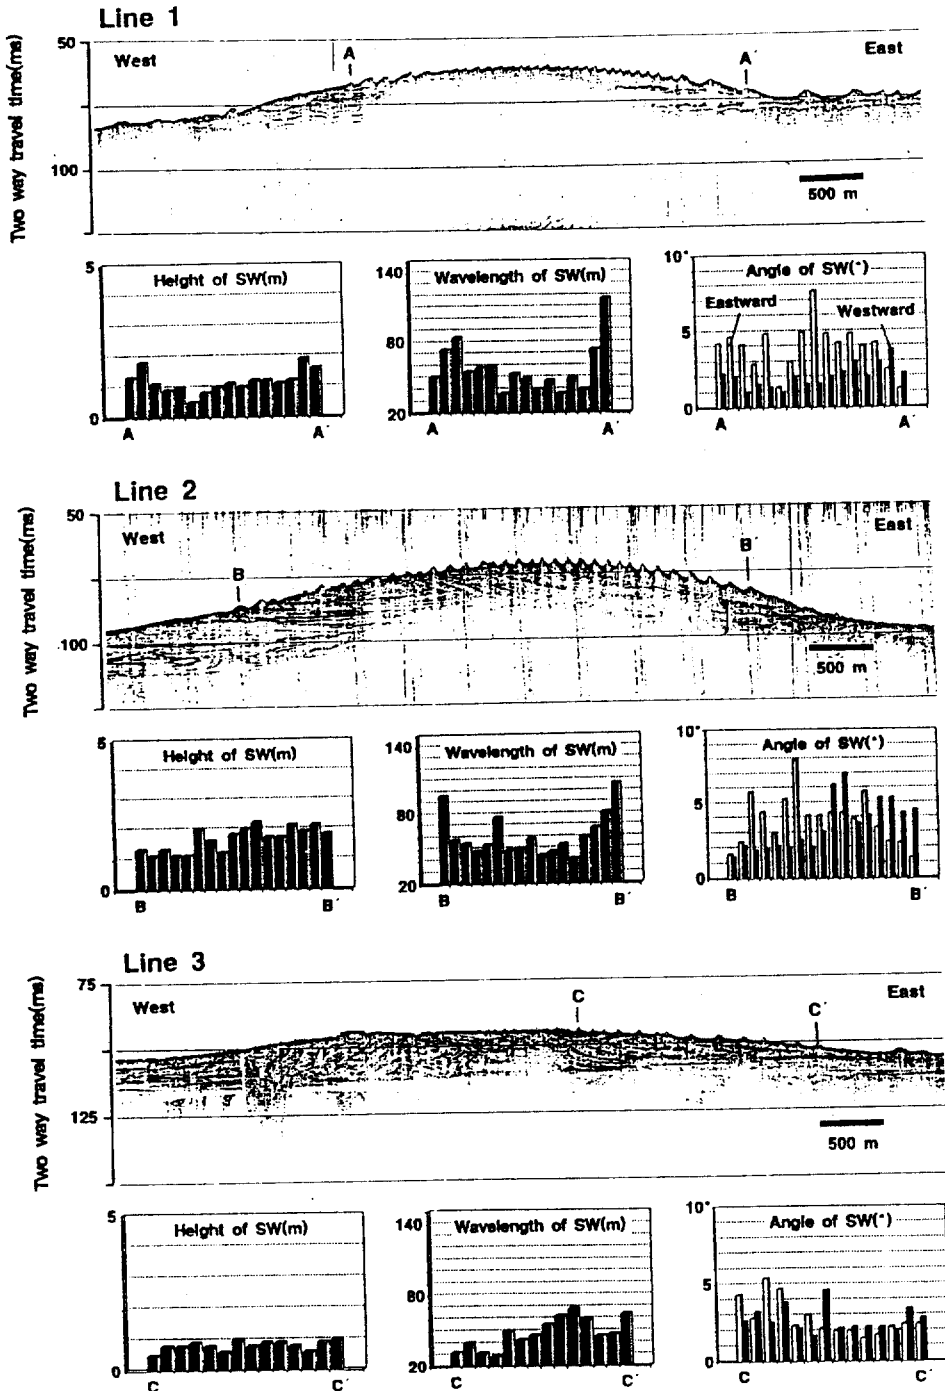 Line 1
Two way travel time(ms)
50
100
West
A
A´
East
500 m
Height of SW(m)
5
0
A
A´
Wavelength of SW(m)
140
80
20
A
A´
Angle of SW(°)
10°
5
0
Eastward
Westward
A
A´
Line 2
Two way travel time(ms)
50
100
West
B
B´
East
500 m
Height of SW(m)
5
0
B
B´
Wavelength of SW(m)
140
80
20
B
B´
Angle of SW(°)
10°
5
0
B
B´
Line 3
Two way travel time(ms)
75
125
West
C
C´
East
500 m
Height of SW(m)
5
0
C
C´
Wavelength of SW(m)
140
80
20
C
C´
Angle of SW(°)
10°
5
0
C
C´